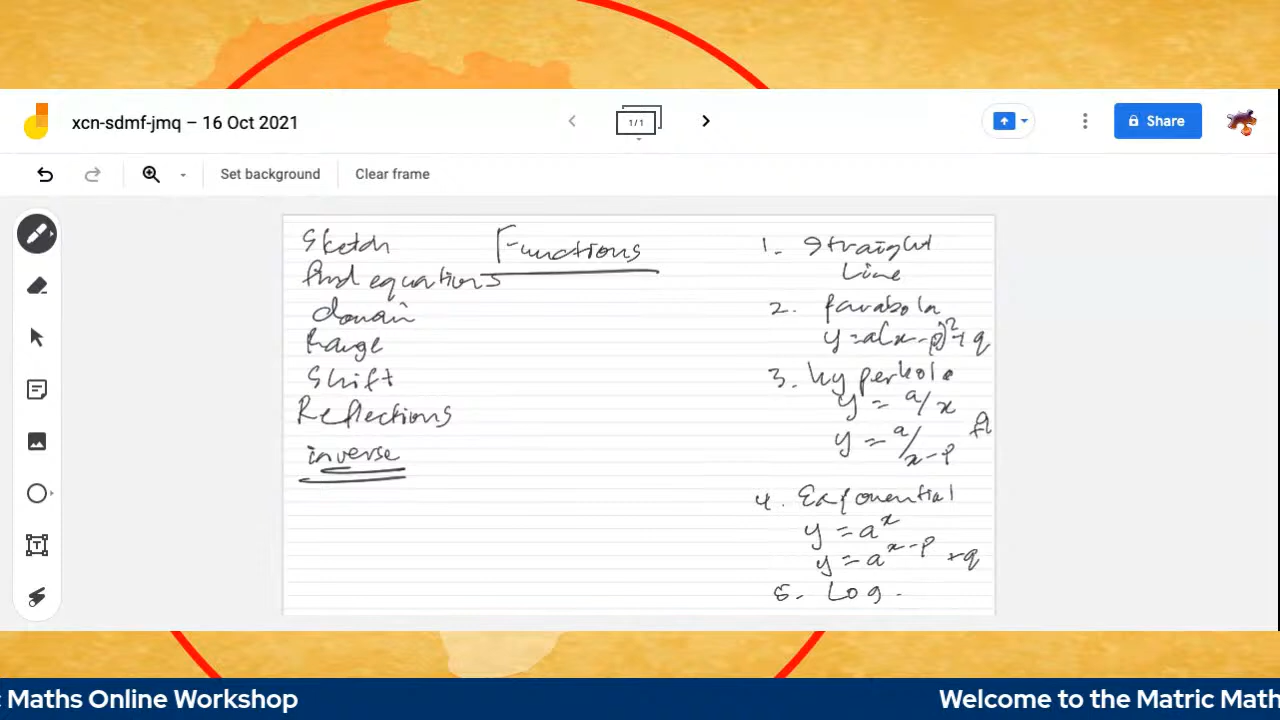 xcn-sdmf-jmq – 16 Oct 2021
1/1
Share
Set background
Clear frame
Functions
Sketch
find equations
domain
Range
Shift
Reflections
inverse
1. Straight
Line
2. parabola
y = a(x - p)² + q
3. hyperbola
y = a/x
y = a/x-p
4. Exponential
y = a^x
y = a^x-p + q
5. Log.
c Maths Online Workshop
Welcome to the Matric Math